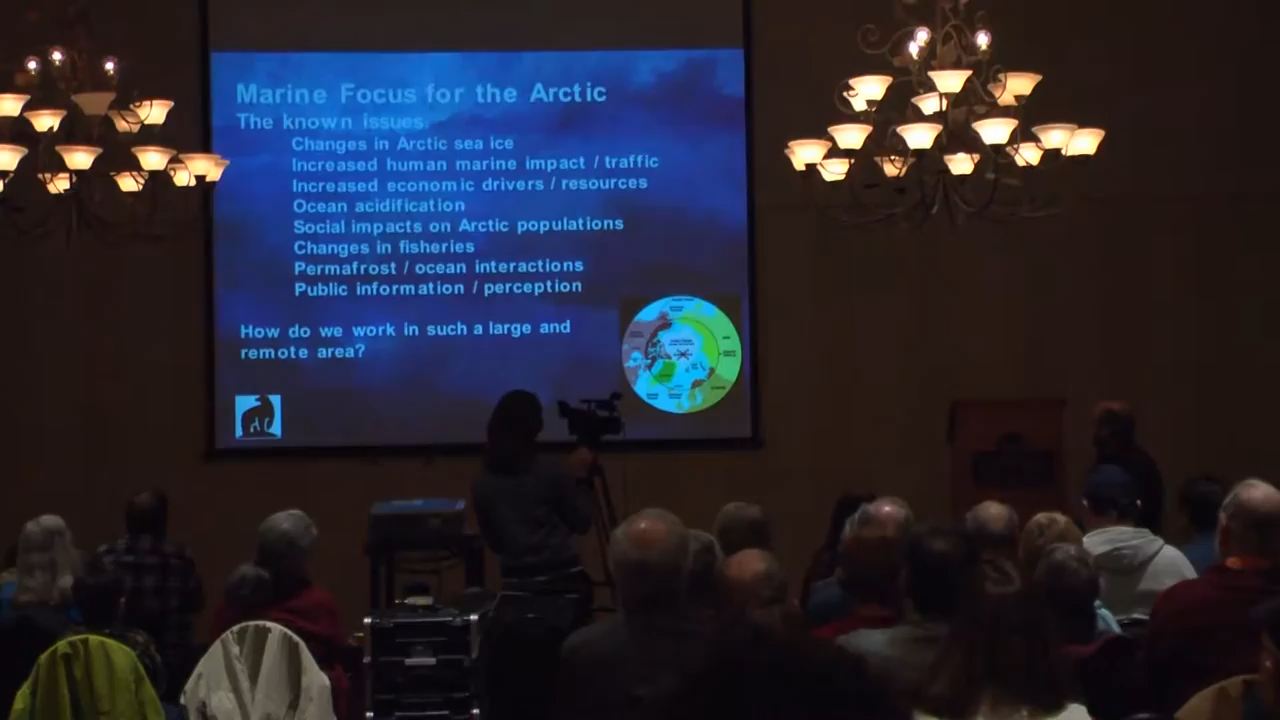 Marine Focus for the Arctic
The known issues:
Changes in Arctic sea ice
Increased human marine impact / traffic
Increased economic drivers / resources
Ocean acidification
Social impacts on Arctic populations
Changes in fisheries
Permafrost / ocean interactions
Public information / perception
How do we work in such a large and
remote area?